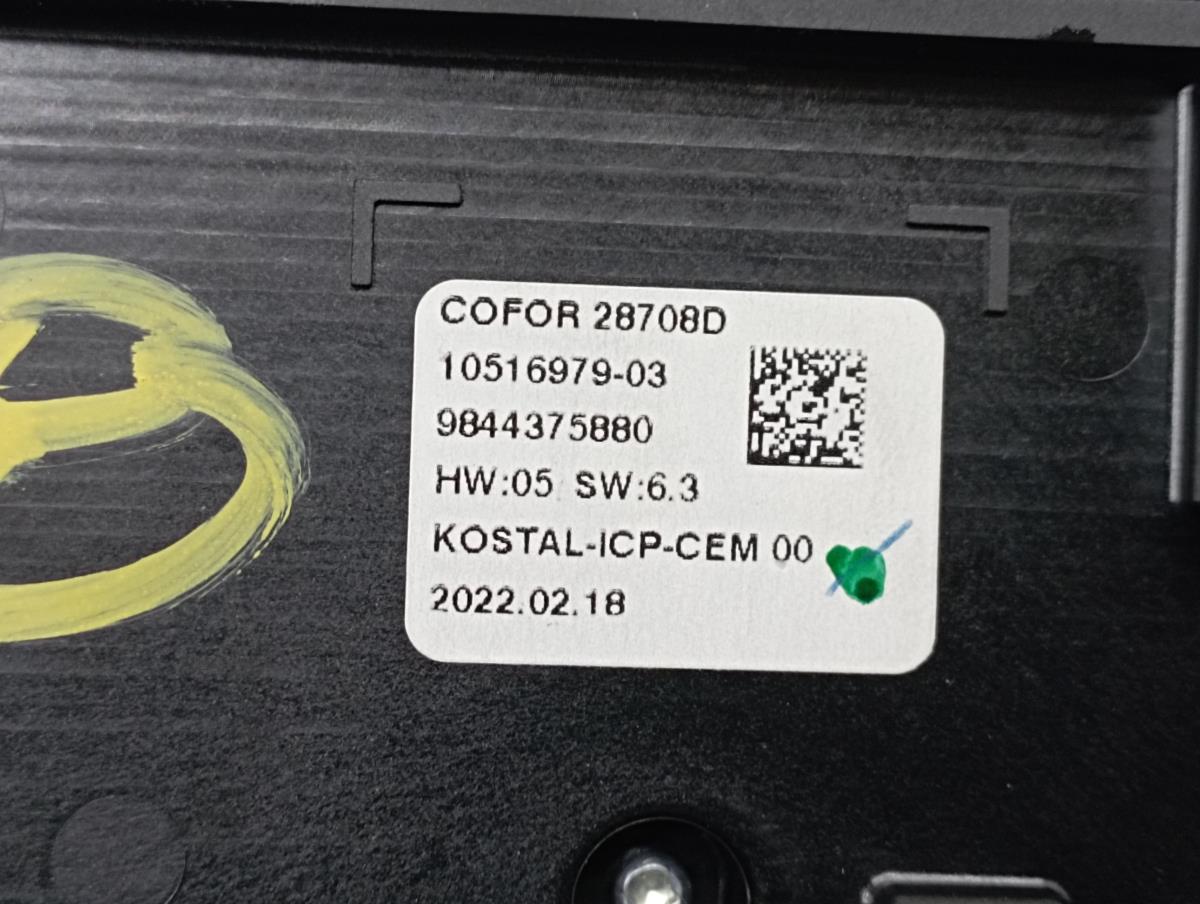 COFOR 28708D
10516979-03
9844375880
HW:05 SW:6.3
KOSTAL-ICP-CEM 00
2022.02.18